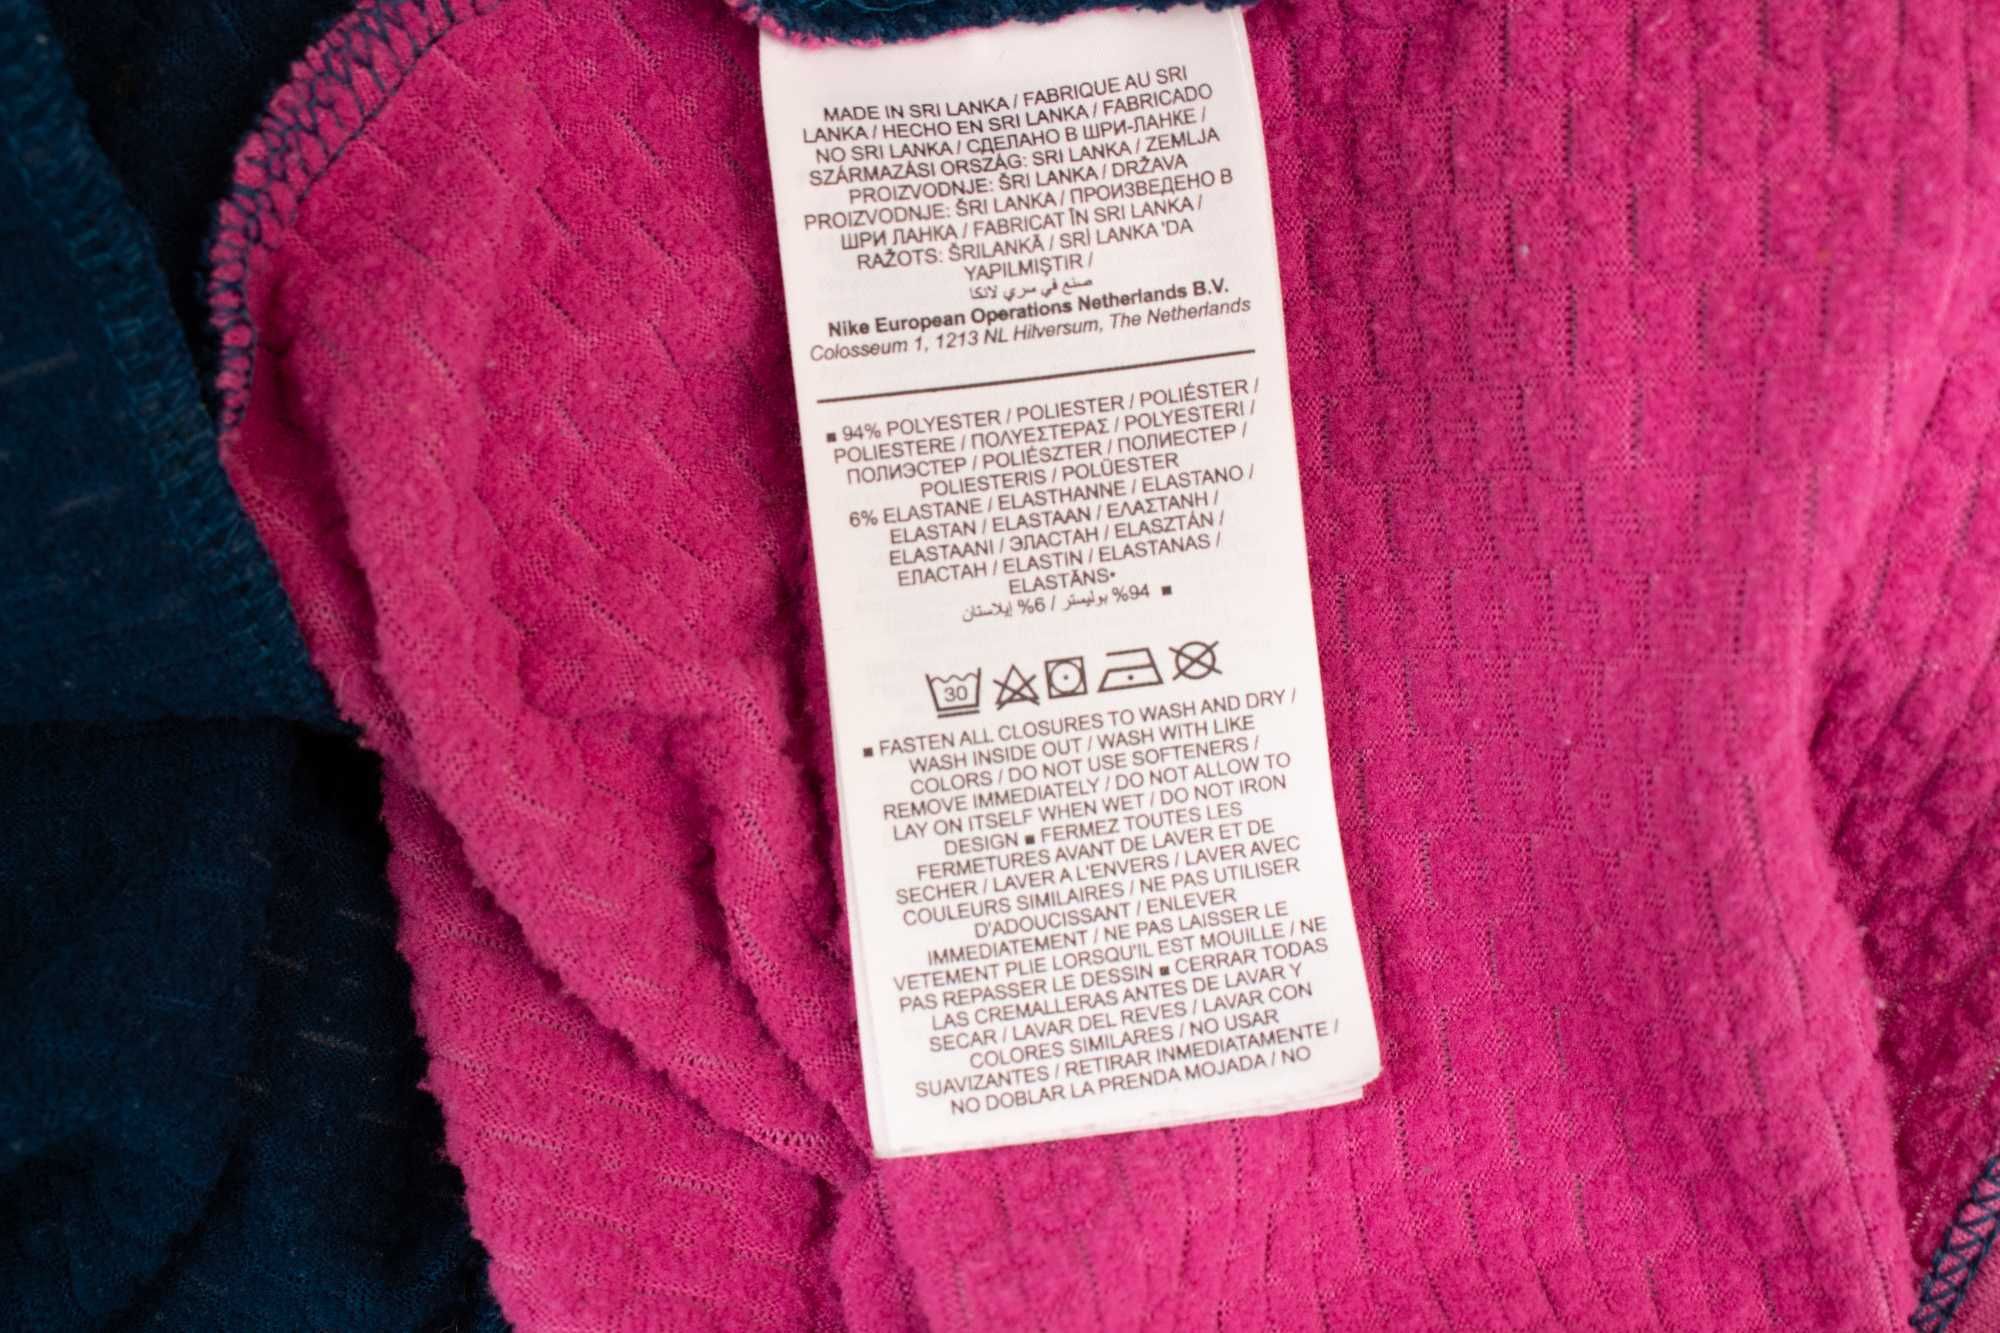 MADE IN SRI LANKA / FABRIQUE AU SRI
LANKA / HECHO EN SRI LANKA / FABRICADO
NO SRI LANKA / СДЕЛАНО В ШРИ-ЛАНКЕ /
SZÁRMAZÁSI ORSZÁG: SRI LANKA / ZEMLJA
PROIZVODNJE: ŠRI LANKA / DRŽAVA
PROIZVODNJE: ŠRI LANKA / ПРОИЗВЕДЕНО В
ШРИ ЛАНКА / FABRICAT ÎN SRI LANKA /
RAŽOTS: ŠRILANKĀ / SRİ LANKA 'DA
YAPILMIŞTIR /
صنع في سري لانكا
Nike European Operations Netherlands B.V.
Colosseum 1, 1213 NL Hilversum, The Netherlands
■ 94% POLYESTER / POLIESTER / POLIÉSTER /
POLIESTERE / ΠΟΛΥΕΣΤΕΡΑΣ / POLYESTERI /
ПОЛИЭСТЕР / POLIÉSZTER / ПОЛИЕСТЕР /
POLIESTERIS / POLÜESTER
6% ELASTANE / ELASTHANNE / ELASTANO /
ELASTAN / ELASTAAN / ΕΛΑΣΤΑΝΗ /
ELASTAANI / ЭЛАСТАН / ELASZTÁN /
ЕЛАСТАН / ELASTIN / ELASTANAS /
ELASTĀNS•
■ 94% بوليستر / 6% إيلاستان
30
■ FASTEN ALL CLOSURES TO WASH AND DRY /
WASH INSIDE OUT / WASH WITH LIKE
COLORS / DO NOT USE SOFTENERS /
REMOVE IMMEDIATELY / DO NOT ALLOW TO
LAY ON ITSELF WHEN WET / DO NOT IRON
DESIGN ■ FERMEZ TOUTES LES
FERMETURES AVANT DE LAVER ET DE
SECHER / LAVER A L'ENVERS / LAVER AVEC
COULEURS SIMILAIRES / NE PAS UTILISER
D'ADOUCISSANT / ENLEVER
IMMEDIATEMENT / NE PAS LAISSER LE
VETEMENT PLIE LORSQU'IL EST MOUILLE / NE
PAS REPASSER LE DESSIN ■ CERRAR TODAS
LAS CREMALLERAS ANTES DE LAVAR Y
SECAR / LAVAR DEL REVES / LAVAR CON
COLORES SIMILARES / NO USAR
SUAVIZANTES / RETIRAR INMEDIATAMENTE /
NO DOBLAR LA PRENDA MOJADA / NO